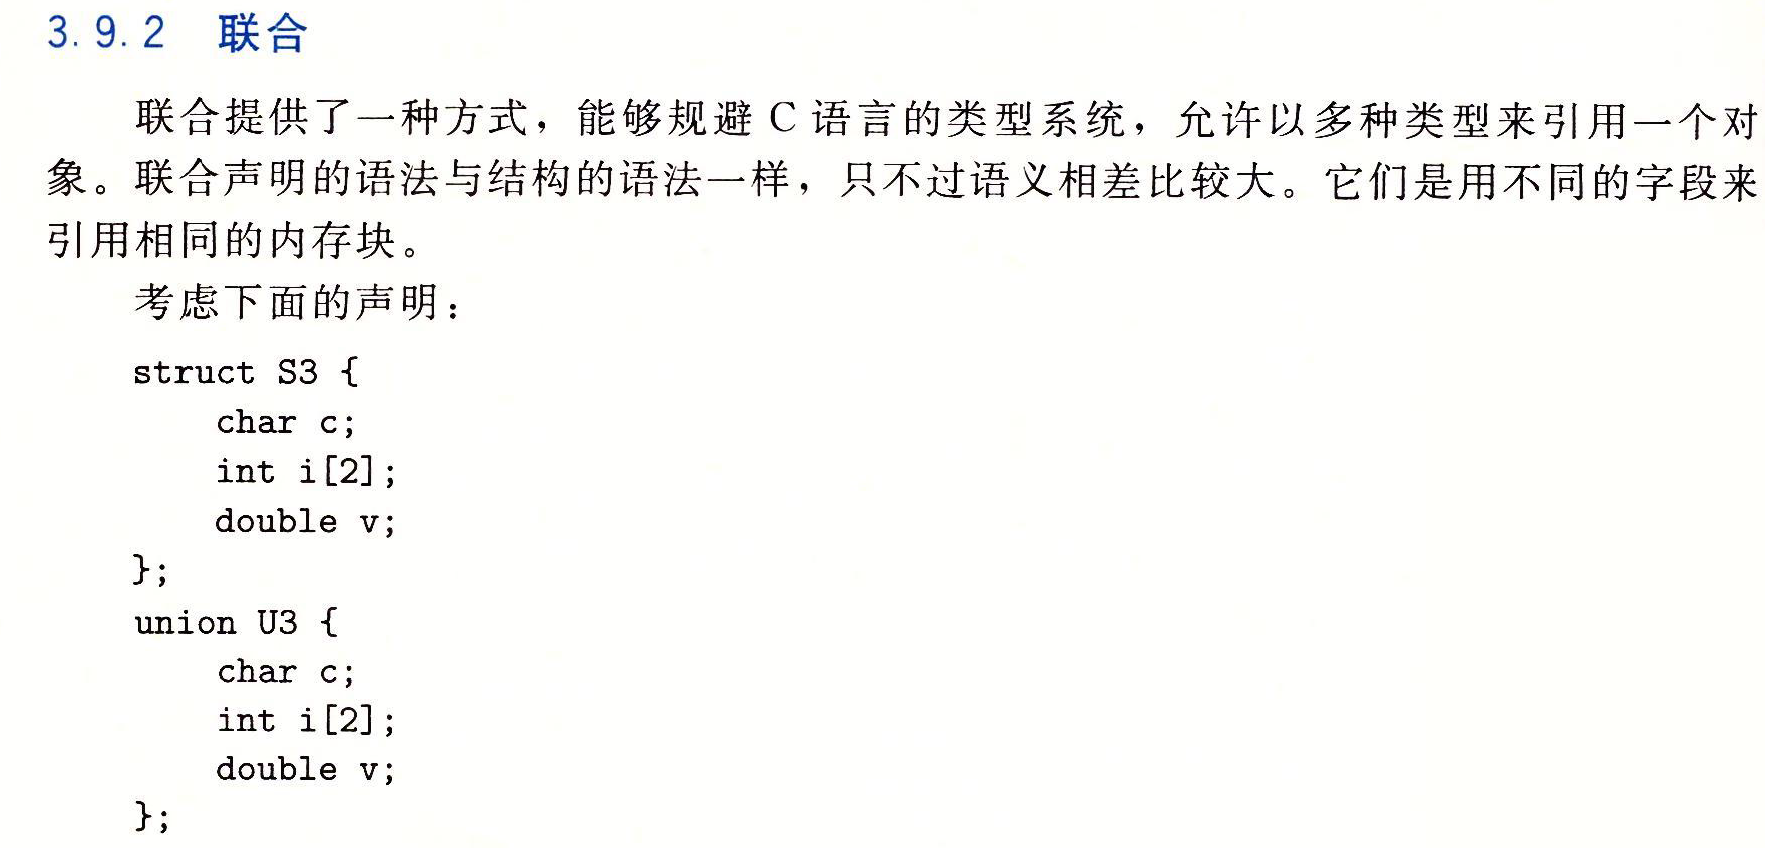 3.9.2 联合
联合提供了一种方式，能够规避 C 语言的类型系统，允许以多种类型来引用一个对
象。联合声明的语法与结构的语法一样，只不过语义相差比较大。它们是用不同的字段来
引用相同的内存块。
考虑下面的声明：
struct S3 {
    char c;
    int i[2];
    double v;
};
union U3 {
    char c;
    int i[2];
    double v;
};